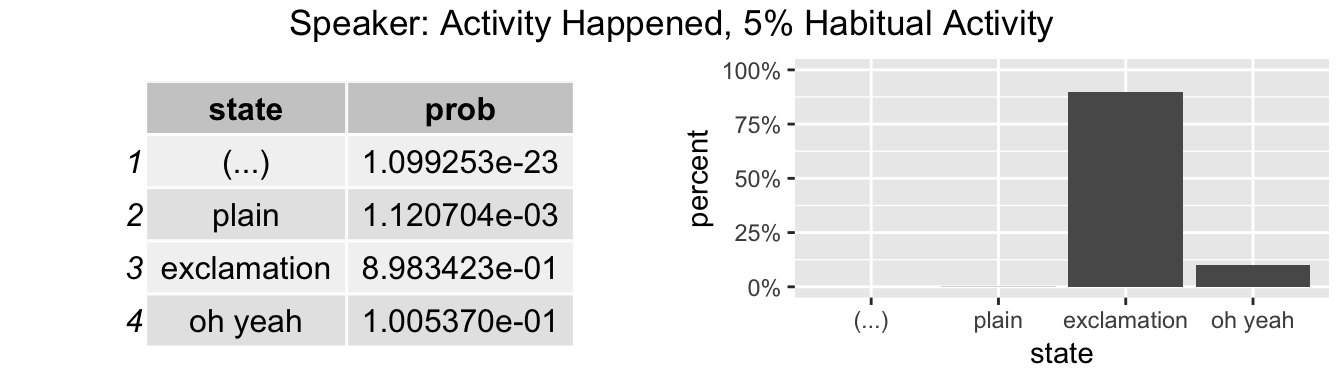 Speaker: Activity Happened, 5% Habitual Activity
state prob
1 (...) 1.099253e-23
2 plain 1.120704e-03
3 exclamation 8.983423e-01
4 oh yeah 1.005370e-01
percent
100%
75%
50%
25%
0%
(...) plain exclamation oh yeah
state